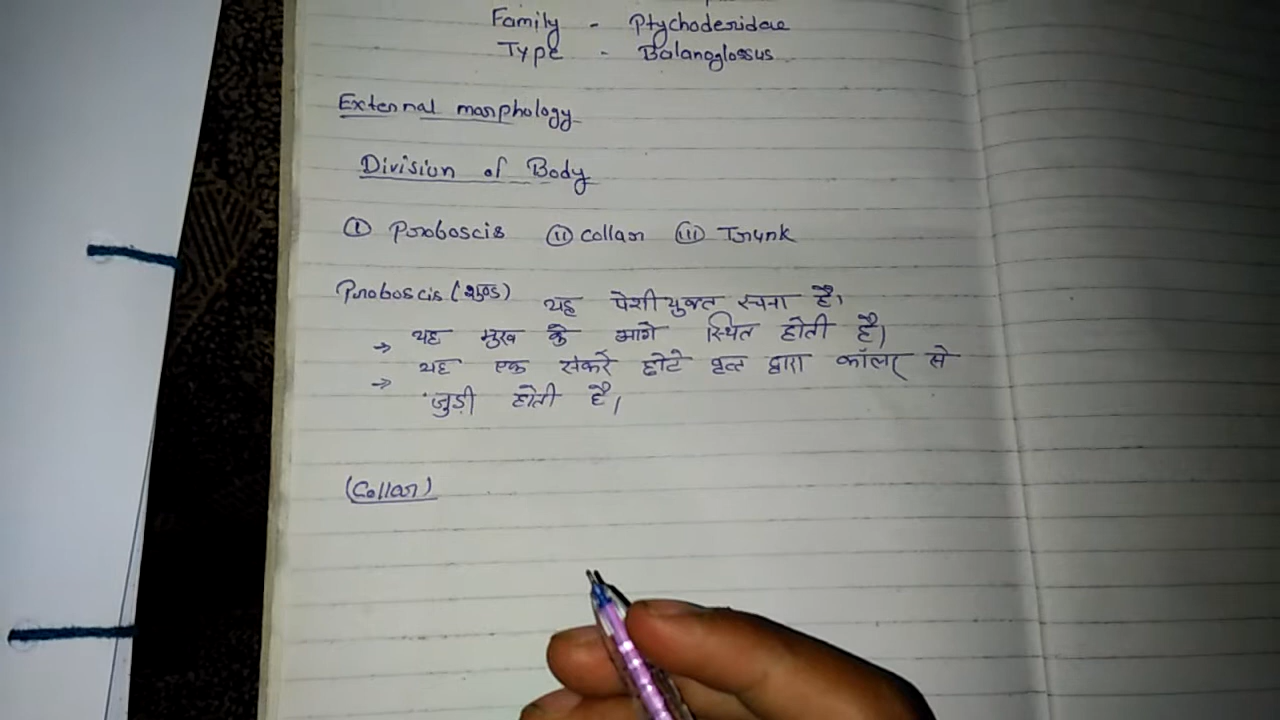 Family - Ptychoderidae
Type - Balanoglossus
External morphology
Division of Body
(i) Proboscis (ii) Collar (iii) Trunk
Proboscis (शुण्ड) यह पेशीयुक्त रचना है।
→ यह मुख के आगे स्थित होती है।
→ यह एक संकरे छोटे वृन्त द्वारा कॉलर से
जुड़ी होती है।
(Collar)